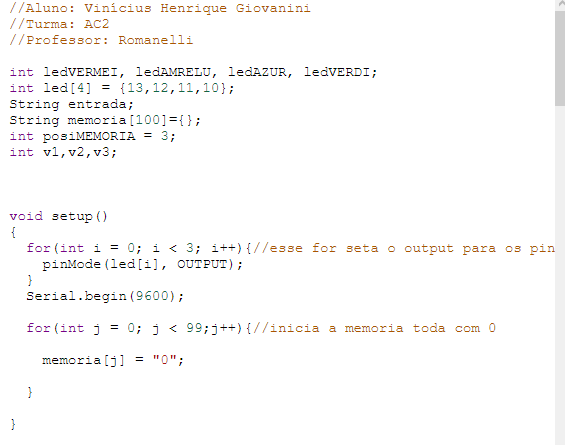 //Aluno: Vinícius Henrique Giovanini
//Turma: AC2
//Professor: Romanelli
int ledVERMEI, ledAMRELU, ledAZUR, ledVERDI;
int led[4] = {13,12,11,10};
String entrada;
String memoria[100]={};
int posiMEMORIA = 3;
int v1,v2,v3;
void setup()
{
for(int i = 0; i < 3; i++){//esse for seta o output para os pin
pinMode(led[i], OUTPUT);
}
Serial.begin(9600);
for(int j = 0; j < 99;j++){//inicia a memoria toda com 0
memoria[j] = "0";
}
}